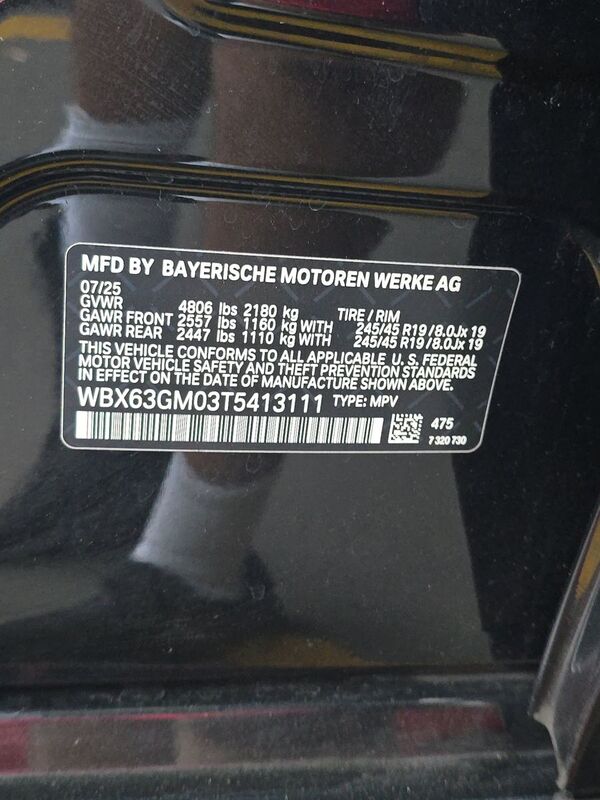 MFD BY BAYERISCHE MOTOREN WERKE AG
07/25
GVWR 4806 lbs 2180 kg TIRE / RIM
GAWR FRONT 2557 lbs 1160 kg WITH 245/45 R19 / 8.0Jx 19
GAWR REAR 2447 lbs 1110 kg WITH 245/45 R19 / 8.0Jx 19
THIS VEHICLE CONFORMS TO ALL APPLICABLE U. S. FEDERAL
MOTOR VEHICLE SAFETY AND THEFT PREVENTION STANDARDS
IN EFFECT ON THE DATE OF MANUFACTURE SHOWN ABOVE
WBX63GM03T5413111 TYPE: MPV
475
7 320 730